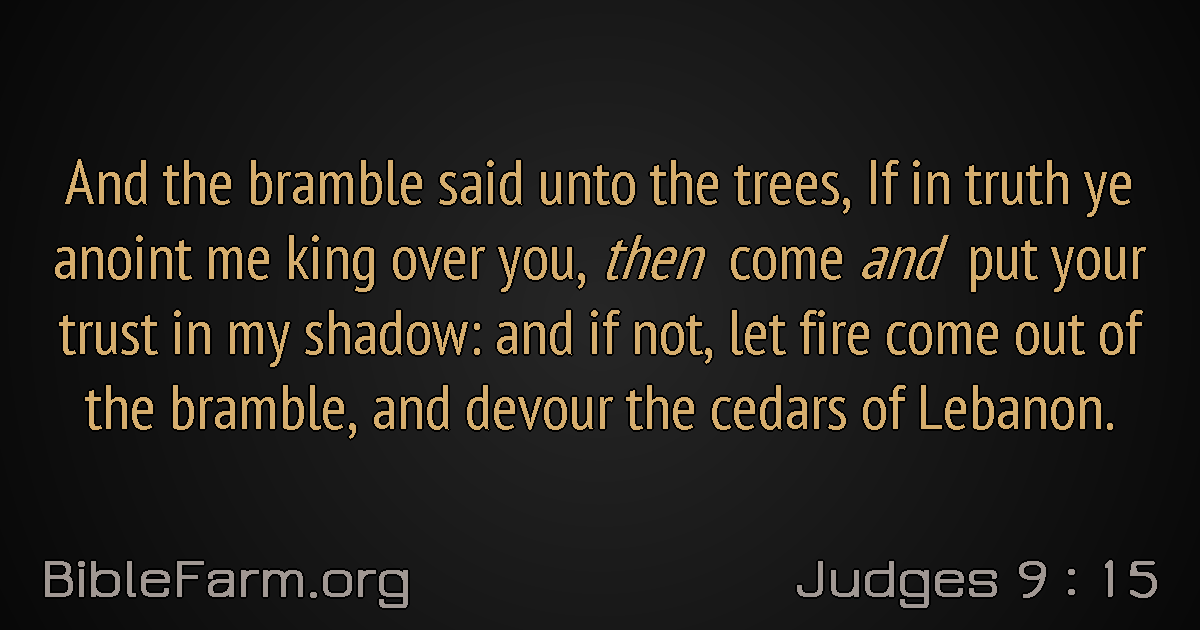 And the bramble said unto the trees, If in truth ye
anoint me king over you, then come and put your
trust in my shadow: and if not, let fire come out of
the bramble, and devour the cedars of Lebanon.
BibleFarm.org
Judges 9 : 15